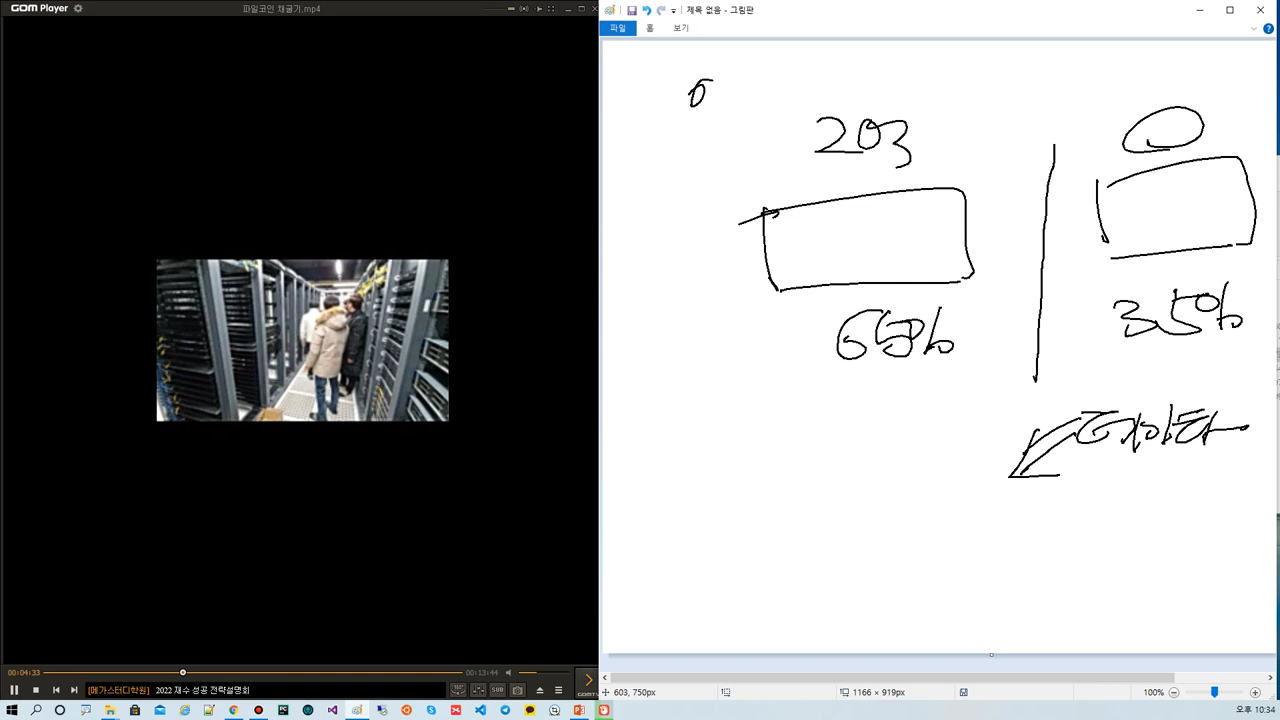 GOM Player
파일코인 채굴기.mp4
00:04:33
00:13:44
[메가스터디학원] 2022 재수 성공 전략설명회
360°
SUB
제목 없음 - 그림판
파일
홈
보기
203
65%
35%
603, 750px
1166 × 919px
100%
오후 10:34